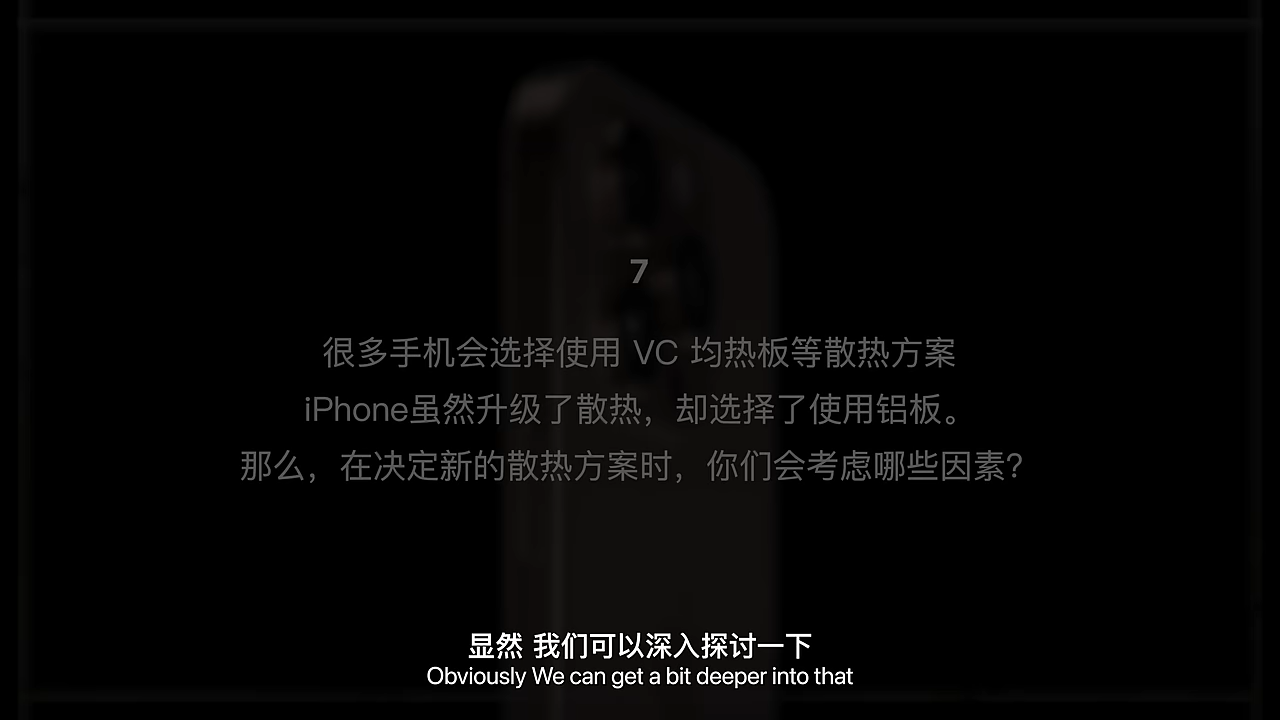 7
很多手机会选择使用 VC 均热板等散热方案
iPhone虽然升级了散热，却选择了使用铝板。
那么，在决定新的散热方案时，你们会考虑哪些因素？
显然 我们可以深入探讨一下
Obviously We can get a bit deeper into that